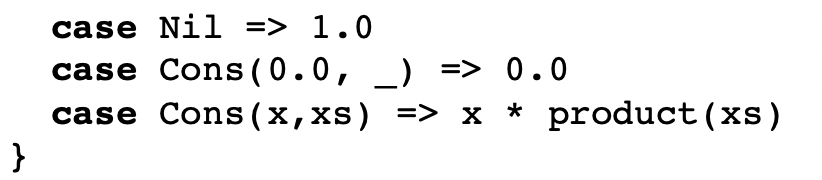 case Nil => 1.0
case Cons(0.0, _) => 0.0
case Cons(x,xs) => x * product(xs)
}